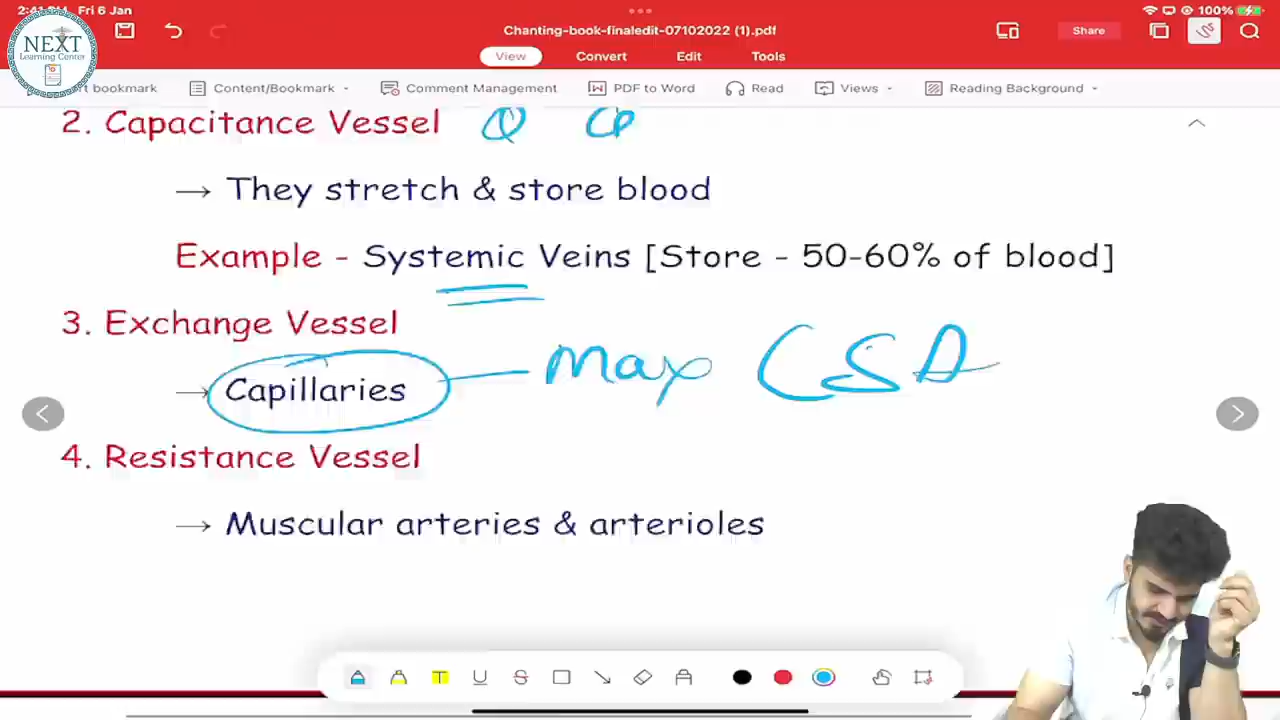 2:41 PM Fri 6 Jan
100%
NEXT
Learning Center
Chanting-book-finaledit-07102022 (1).pdf
Share
View Convert Edit Tools
bookmark Content/Bookmark Comment Management PDF to Word Read Views Reading Background
2. Capacitance Vessel
→ They stretch & store blood
Example - Systemic Veins [Store - 50-60% of blood]
3. Exchange Vessel
→ Capillaries — Max CSA
4. Resistance Vessel
→ Muscular arteries & arterioles